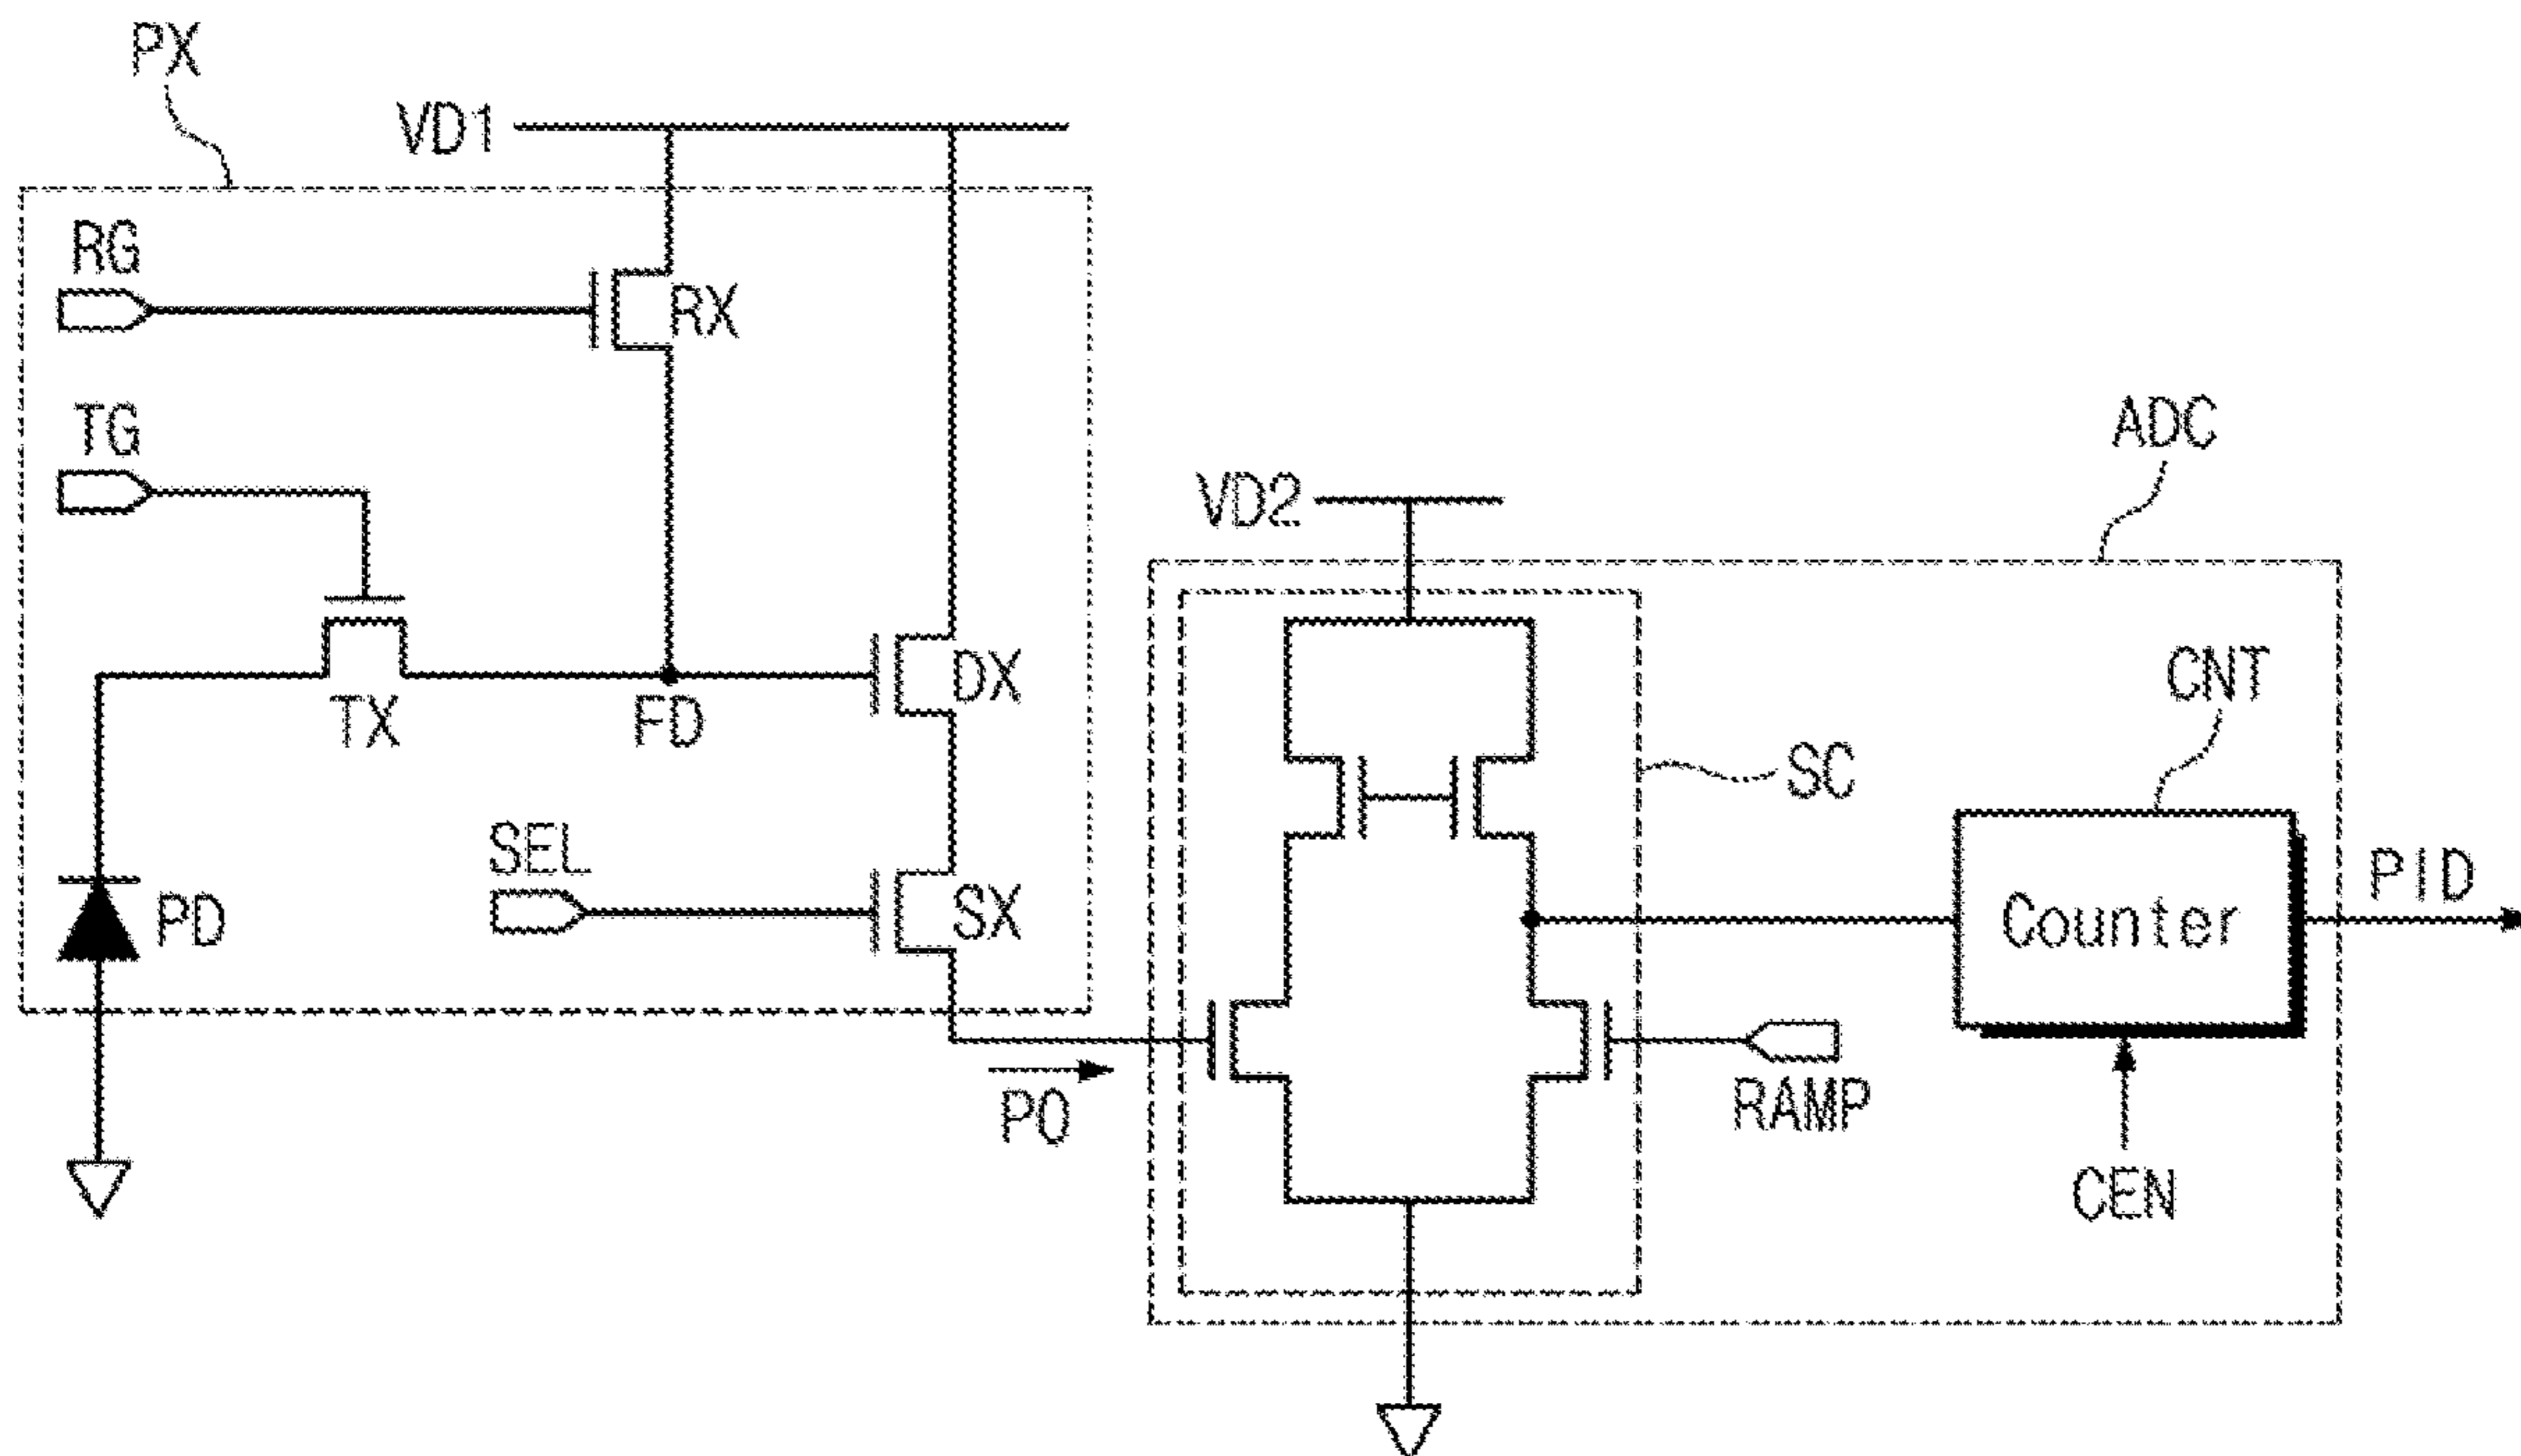 PX
VD1
RG
RX
TG
ADC
VD2
TX
FD
DX
CNT
SC
SEL
SX
PD
Counter
PID
PO
RAMP
CEN